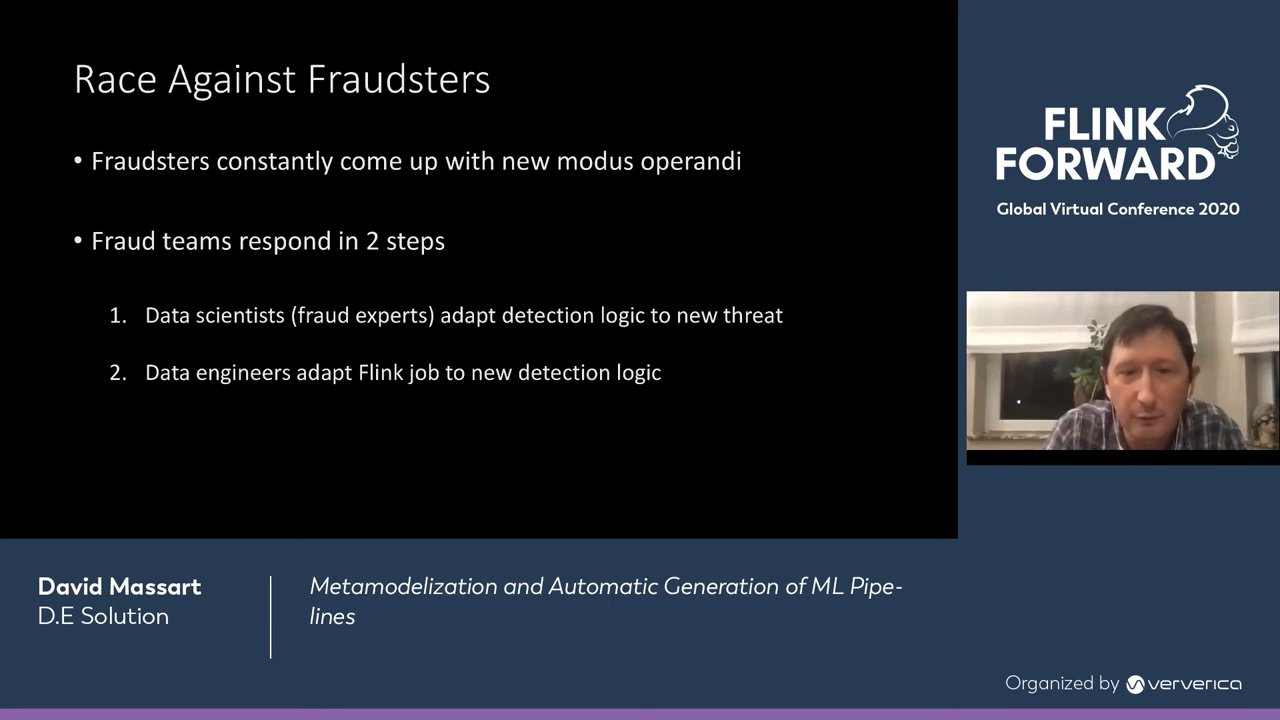 Race Against Fraudsters
• Fraudsters constantly come up with new modus operandi
• Fraud teams respond in 2 steps
1. Data scientists (fraud experts) adapt detection logic to new threat
2. Data engineers adapt Flink job to new detection logic
FLINK
FORWARD
Global Virtual Conference 2020
David Massart
D.E Solution
Metamodelization and Automatic Generation of ML Pipe-
lines
Organized by ververica